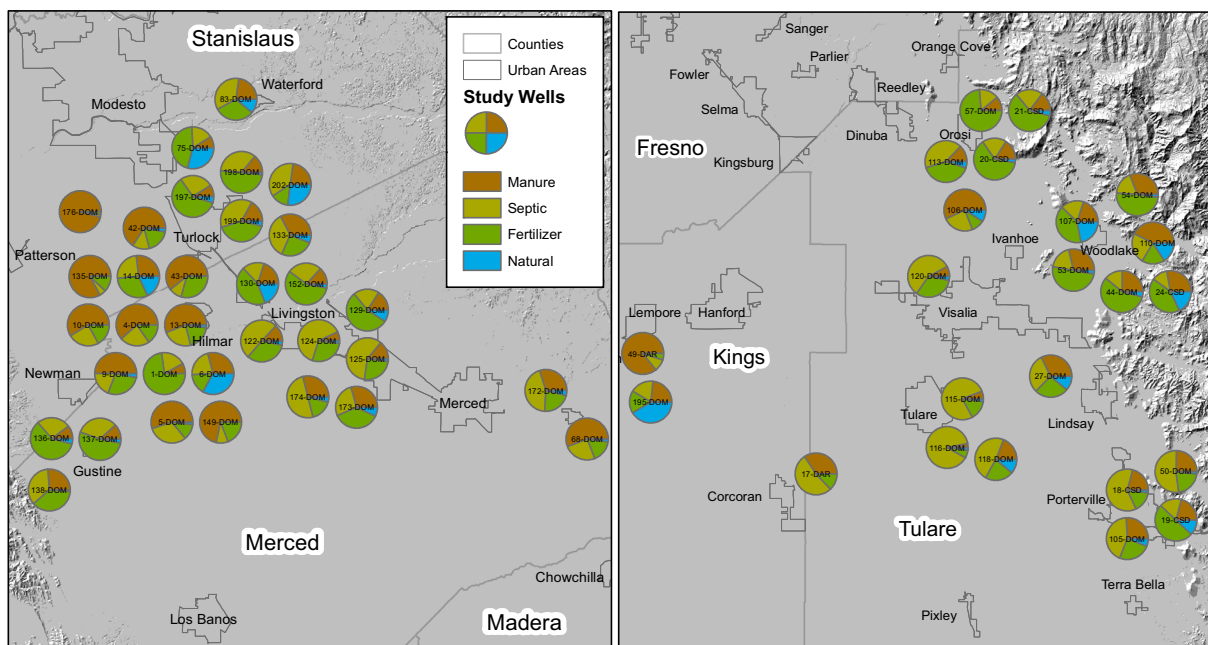 Stanislaus
Waterford
Modesto
83-DOM
75-DOM
198-DOM
202-DOM
197-DOM
176-DOM
199-DOM
42-DOM
133-DOM
Turlock
Patterson
135-DOM
14-DOM
43-DOM
130-DOM
152-DOM
129-DOM
Livingston
10-DOM
4-DOM
13-DOM
Hilmar
122-DOM
124-DOM
125-DOM
Newman
9-DOM
1-DOM
6-DOM
174-DOM
173-DOM
Merced
172-DOM
5-DOM
149-DOM
136-DOM
137-DOM
68-DOM
Gustine
138-DOM
Merced
Chowchilla
Los Banos
Madera
Counties
Urban Areas
Study Wells
Manure
Septic
Fertilizer
Natural
Sanger
Parlier
Orange Cove
Fowler
Reedley
Selma
57-DOM
21-CSD
Dinuba
Orosi
Fresno
Kingsburg
113-DOM
20-CSD
54-DOM
106-DOM
107-DOM
Ivanhoe
Woodlake
110-DOM
53-DOM
120-DOM
44-DOM
24-CSD
Lemoore
Hanford
Visalia
49-DAR
Kings
27-DOM
195-DOM
115-DOM
Tulare
Lindsay
116-DOM
118-DOM
17-DAR
50-DOM
18-CSD
Corcoran
Porterville
19-CSD
Tulare
105-DOM
Terra Bella
Pixley